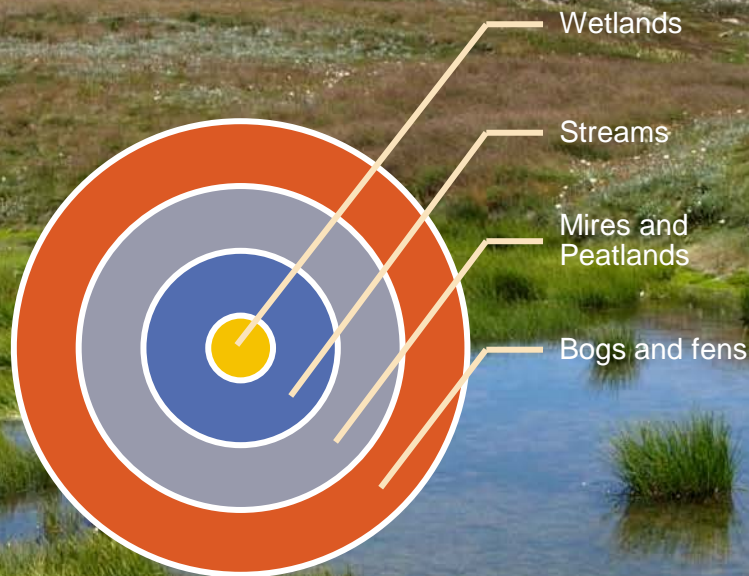 Wetlands
Streams
Mires and
Peatlands
Bogs and fens